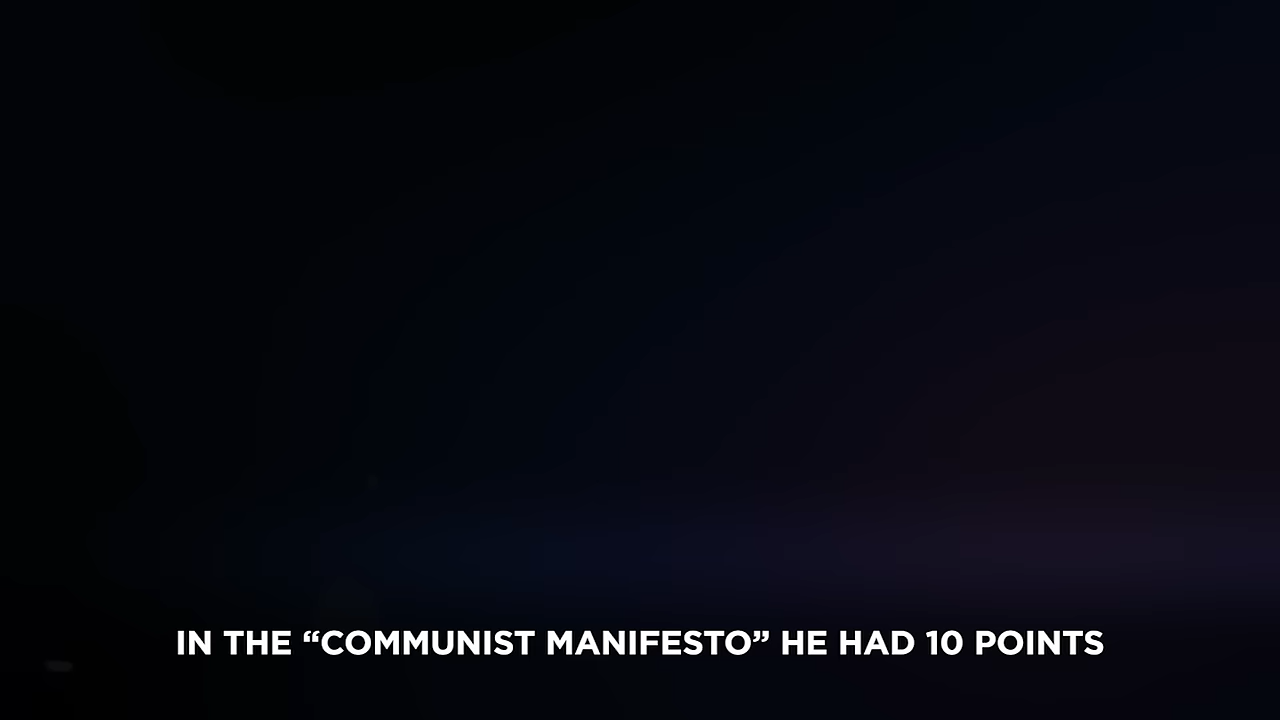 IN THE “COMMUNIST MANIFESTO” HE HAD 10 POINTS